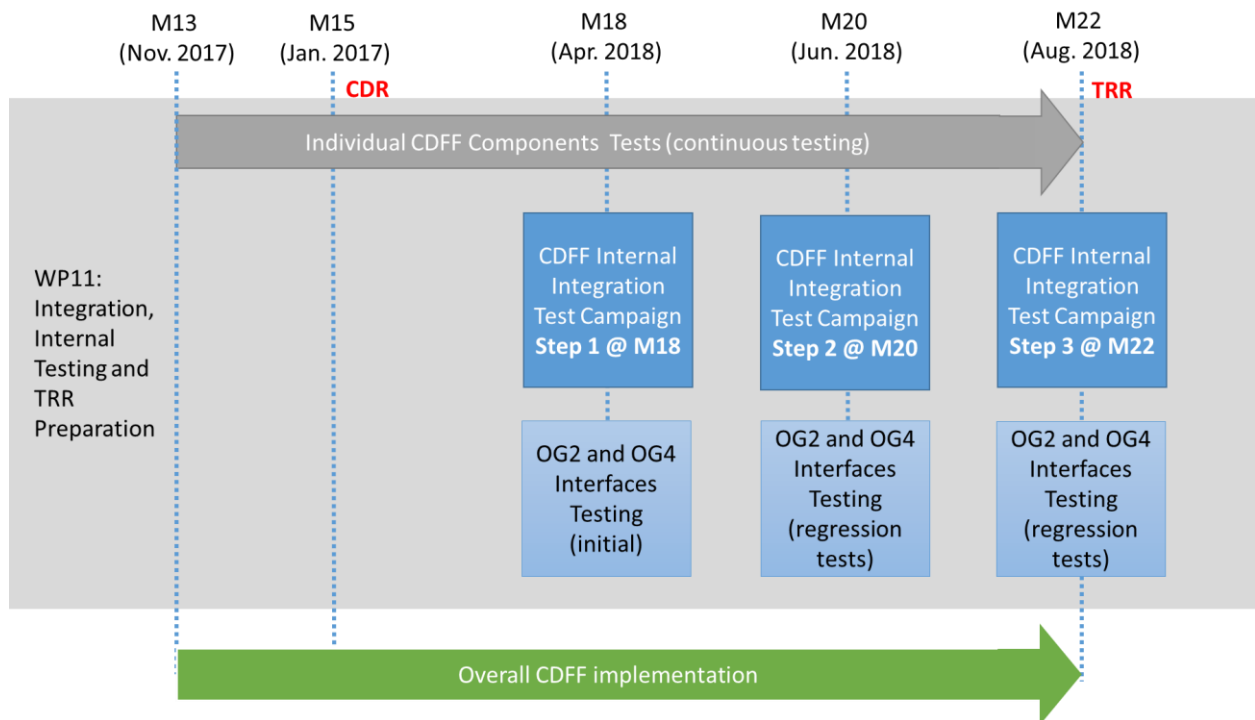 M13
(Nov. 2017)
M15
(Jan. 2017)
M18
(Apr. 2018)
M20
(Jun. 2018)
M22
(Aug. 2018)
CDR
TRR
Individual CDFF Components Tests (continuous testing)
WP11:
Integration,
Internal
Testing and
TRR
Preparation
CDFF Internal
Integration
Test Campaign
Step 1 @ M18
CDFF Internal
Integration
Test Campaign
Step 2 @ M20
CDFF Internal
Integration
Test Campaign
Step 3 @ M22
OG2 and OG4
Interfaces
Testing
(initial)
OG2 and OG4
Interfaces
Testing
(regression
tests)
OG2 and OG4
Interfaces
Testing
(regression
tests)
Overall CDFF implementation